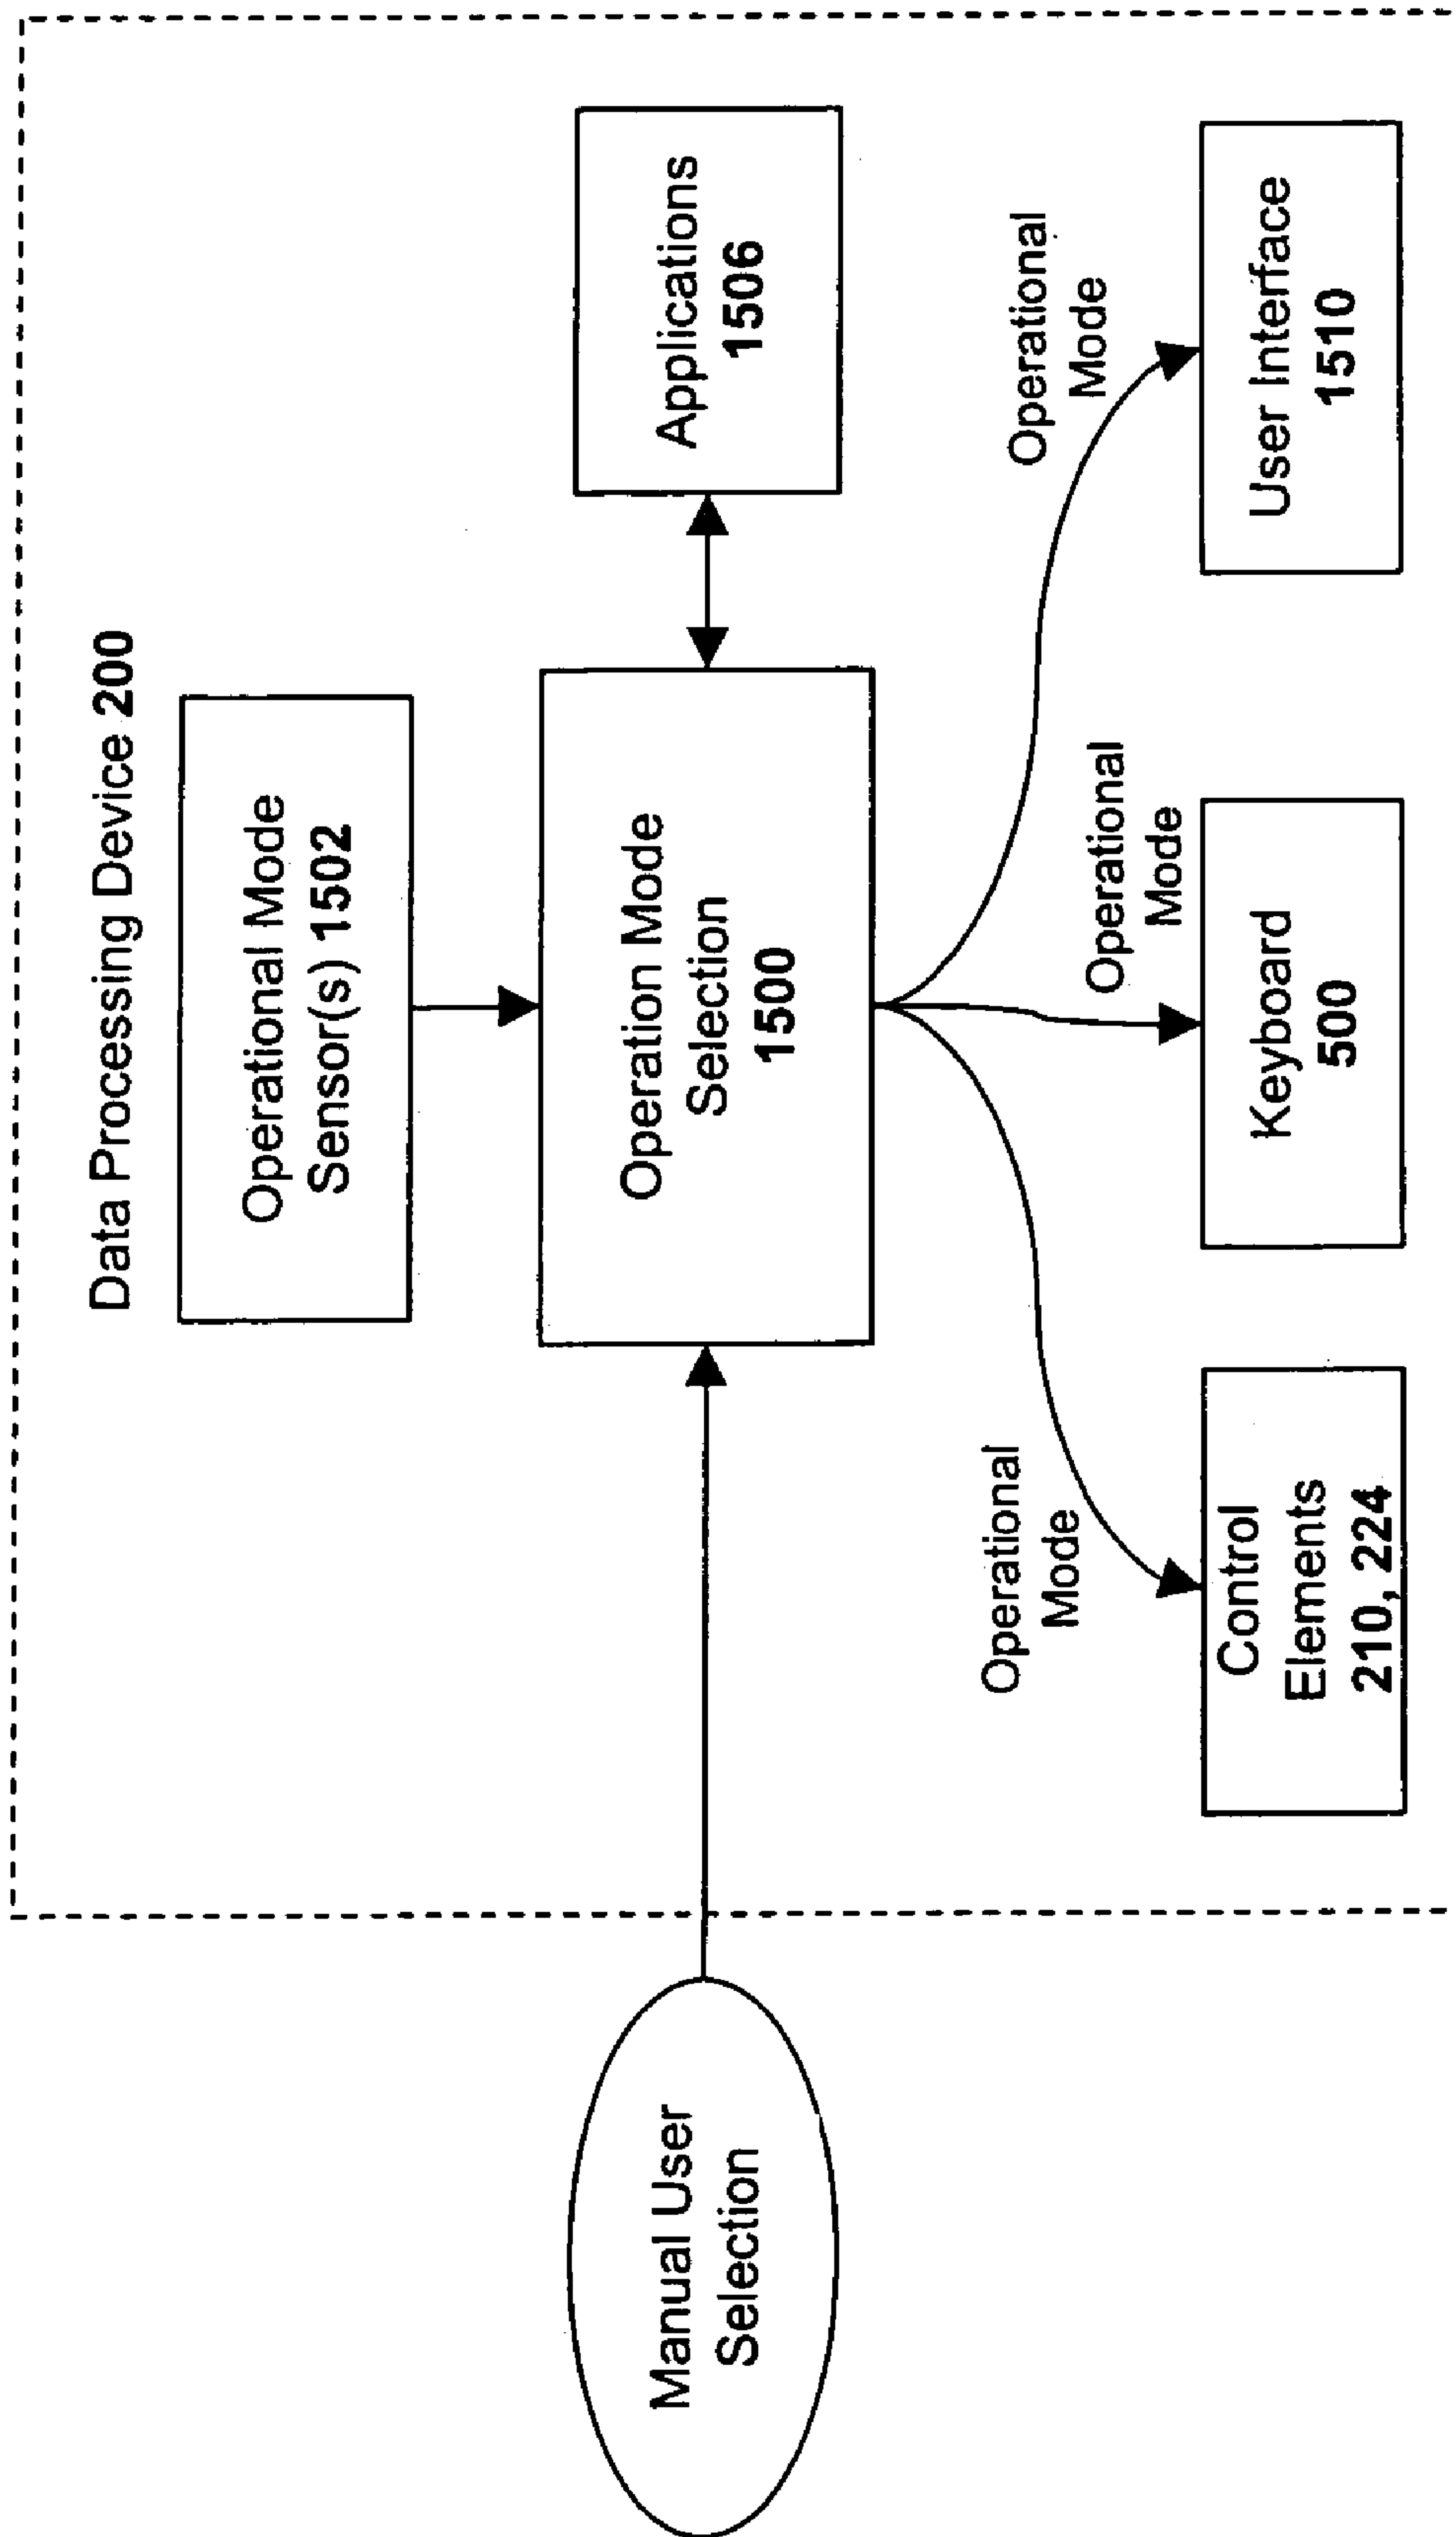 Data Processing Device 200
Operational Mode
Sensor(s) 1502
Manual User
Selection
Operation Mode
Selection
1500
Applications
1506
Operational
Mode
Operational
Mode
Operational
Mode
Control
Elements
210, 224
Keyboard
500
User Interface
1510